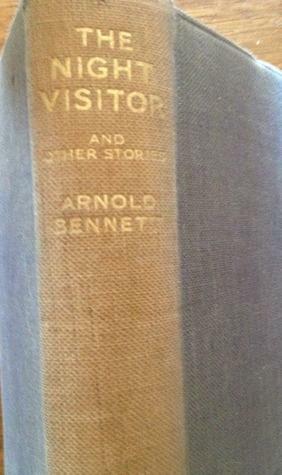 THE
NIGHT
VISITOR
AND
OTHER STORIES
ARNOLD
BENNETT